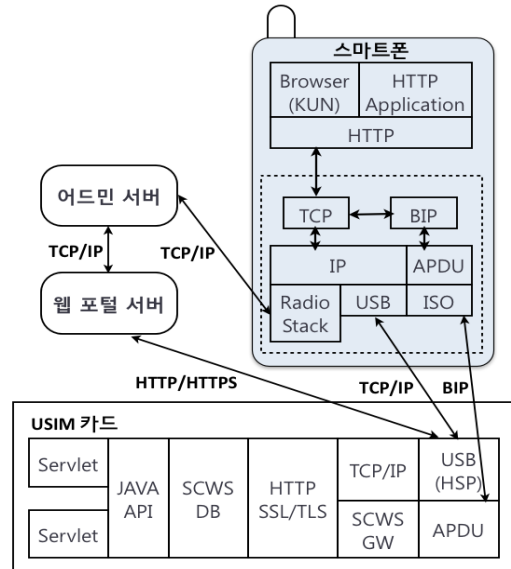 스마트폰
Browser
(KUN)
HTTP
Application
HTTP
어드민 서버
TCP
BIP
TCP/IP
TCP/IP
IP
APDU
웹 포털 서버
Radio
Stack
USB
ISO
HTTP/HTTPS
TCP/IP
BIP
USIM 카드
Servlet
Servlet
JAVA
API
SCWS
DB
HTTP
SSL/TLS
TCP/IP
SCWS
GW
USB
(HSP)
APDU